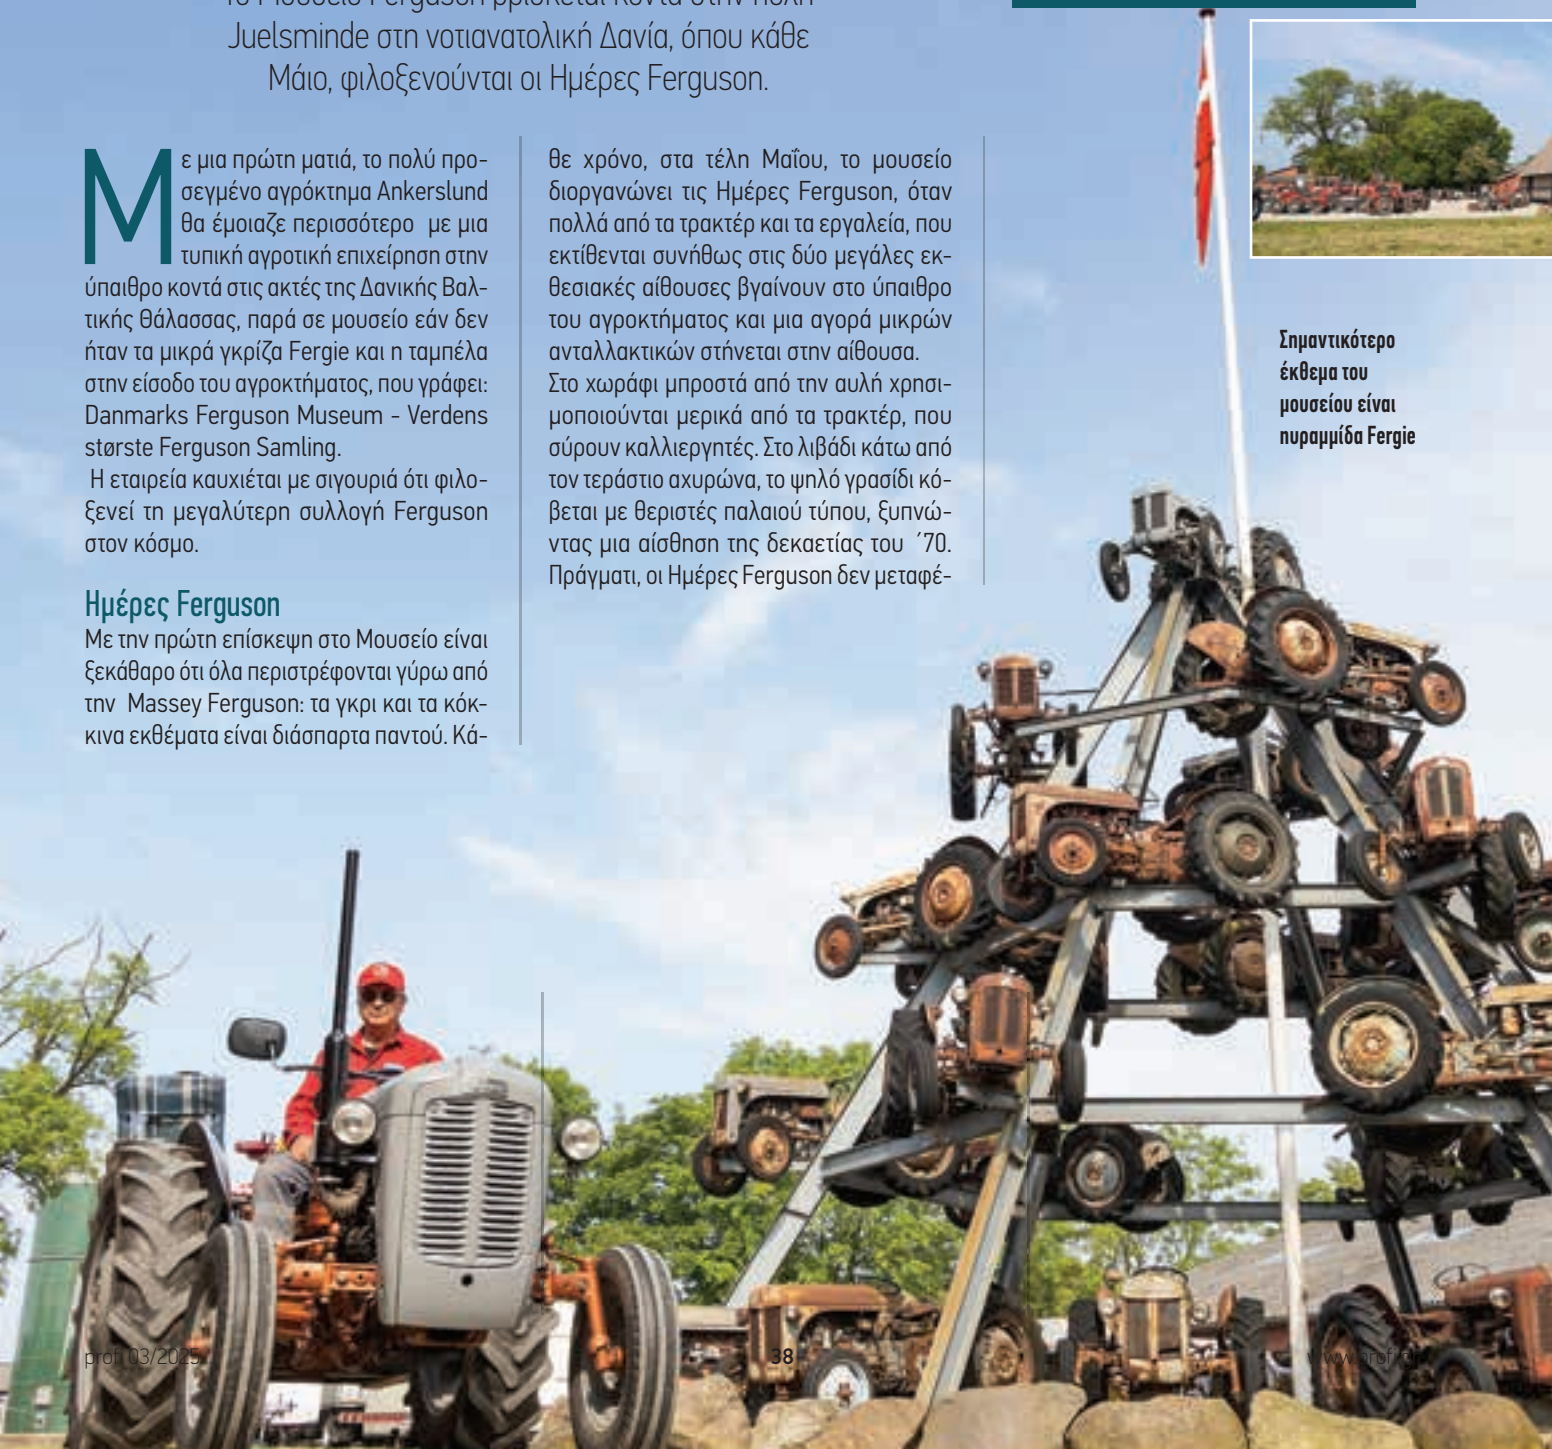 Juelsminde στη νοτιανατολική Δανία, όπου κάθε
Μάιο, φιλοξενούνται οι Ημέρες Ferguson.
Με μια πρώτη ματιά, το πολύ προ-
σεγμένο αγρόκτημα Ankerslund
θα έμοιαζε περισσότερο με μια
τυπική αγροτική επιχείρηση στην
ύπαιθρο κοντά στις ακτές της Δανικής Βαλ-
τικής Θάλασσας, παρά σε μουσείο εάν δεν
ήταν τα μικρά γκρίζα Fergie και η ταμπέλα
στην είσοδο του αγροκτήματος, που γράφει:
Danmarks Ferguson Museum - Verdens
største Ferguson Samling.
Η εταιρεία καυχιέται με σιγουριά ότι φιλο-
ξενεί τη μεγαλύτερη συλλογή Ferguson
στον κόσμο.
Ημέρες Ferguson
Με την πρώτη επίσκεψη στο Μουσείο είναι
ξεκάθαρο ότι όλα περιστρέφονται γύρω από
την Massey Ferguson: τα γκρι και τα κόκ-
κινα εκθέματα είναι διάσπαρτα παντού. Κά-
θε χρόνο, στα τέλη Μαΐου, το μουσείο
διοργανώνει τις Ημέρες Ferguson, όταν
πολλά από τα τρακτέρ και τα εργαλεία, που
εκτίθενται συνήθως στις δύο μεγάλες εκ-
θεσιακές αίθουσες βγαίνουν στο ύπαιθρο
του αγροκτήματος και μια αγορά μικρών
ανταλλακτικών στήνεται στην αίθουσα.
Στο χωράφι μπροστά από την αυλή χρησι-
μοποιούνται μερικά από τα τρακτέρ, που
σύρουν καλλιεργητές. Στο λιβάδι κάτω από
τον τεράστιο αχυρώνα, το ψηλό γρασίδι κό-
βεται με θεριστές παλαιού τύπου, ξυπνώ-
ντας μια αίσθηση της δεκαετίας του ΄70.
Πράγματι, οι Ημέρες Ferguson δεν μεταφέ-
Σημαντικότερο
έκθεμα του
μουσείου είναι
πυραμμίδα Fergie
profi 03/2025
38